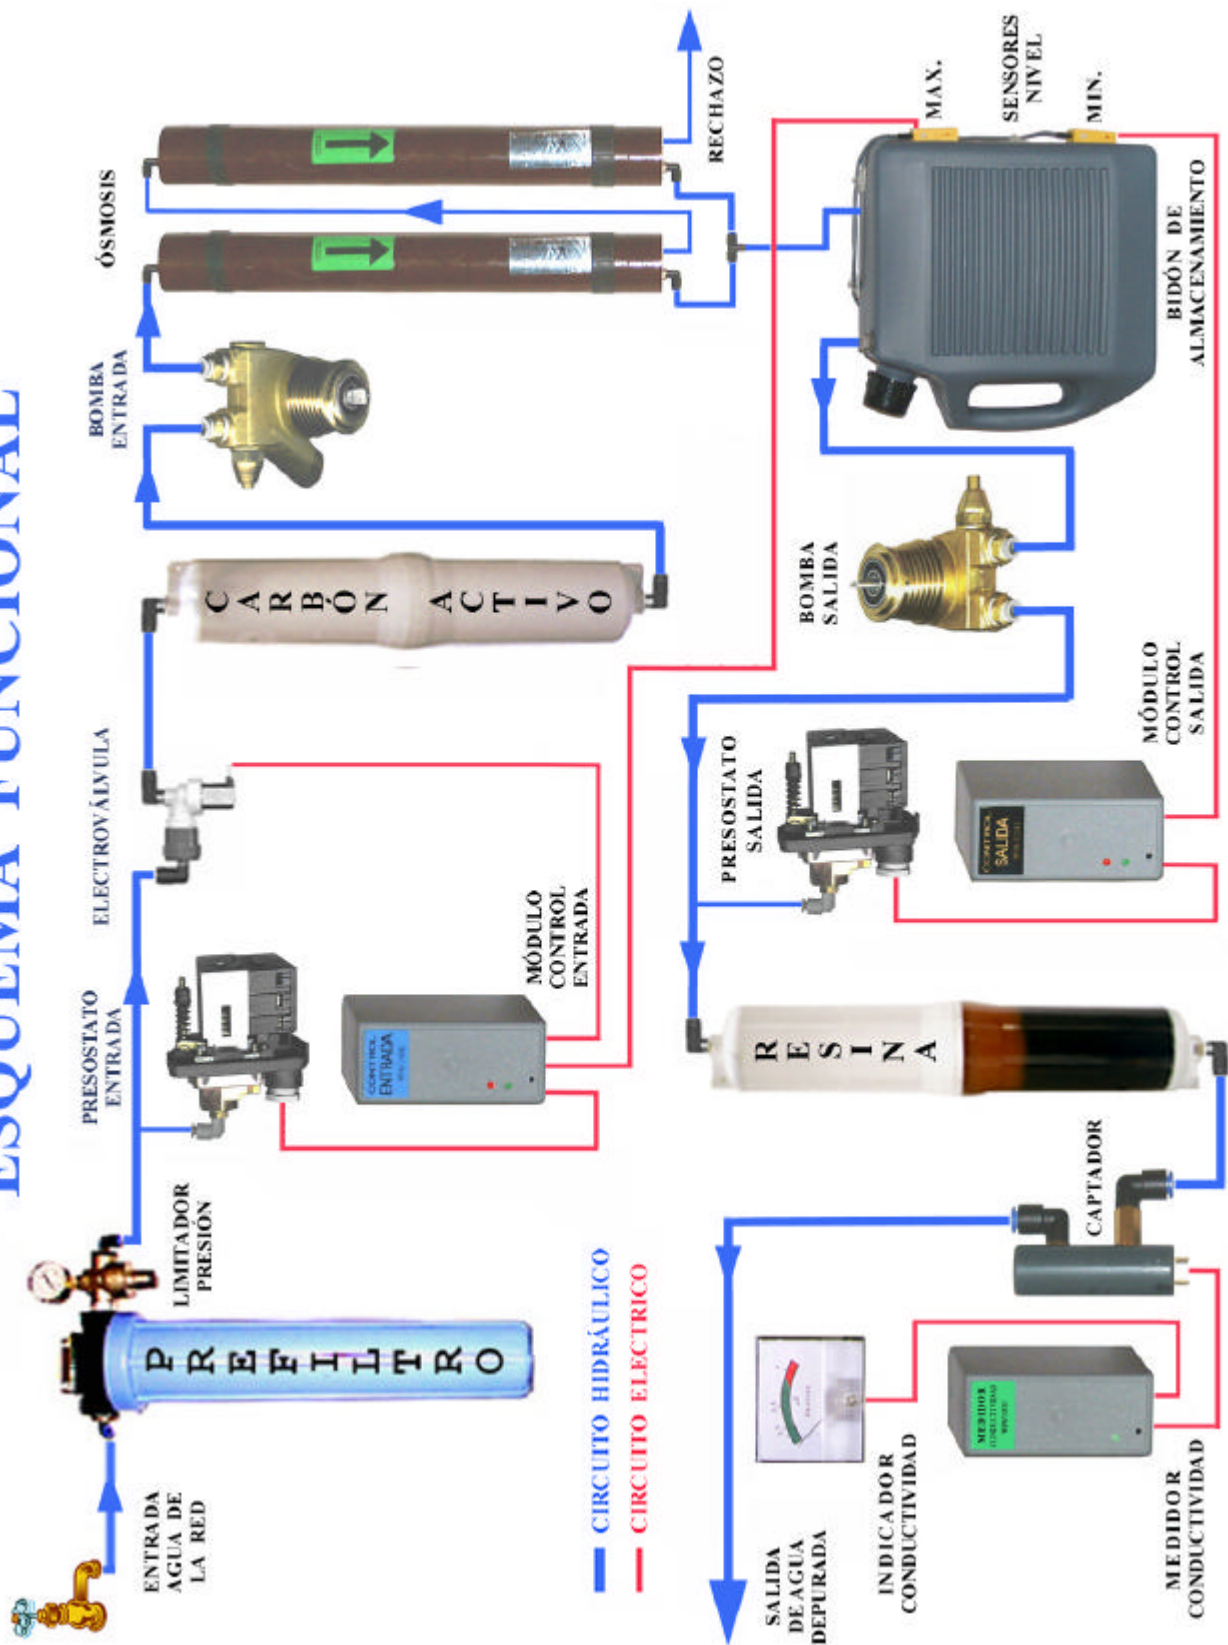 ESQUEMA FUNCIONAL
ENTRADA
AGUA DE
LA RED
PREFILTRO
LIMITADOR
PRESIÓN
PRESOSTATO
ENTRADA
CONTROL
ENTRADA
MÓDULO
CONTROL
ENTRADA
ELECTROVÁLVULA
CARBÓN ACTIVO
BOMBA
ENTRADA
ÓSMOSIS
RECHAZO
MAX.
SENSORES
NIVEL
MIN.
BIDÓN DE
ALMACENAMIENTO
BOMBA
SALIDA
PRESOSTATO
SALIDA
CONTROL
SALIDA
MÓDULO
CONTROL
SALIDA
RESINA
CAPTADOR
MEDIDOR
CONDUCTIVIDAD
MEDIDOR
CONDUCTIVIDAD
INDICADOR
CONDUCTIVIDAD
SALIDA
DE AGUA
DEPURADA
CIRCUITO HIDRÁULICO
CIRCUITO ELECTRICO